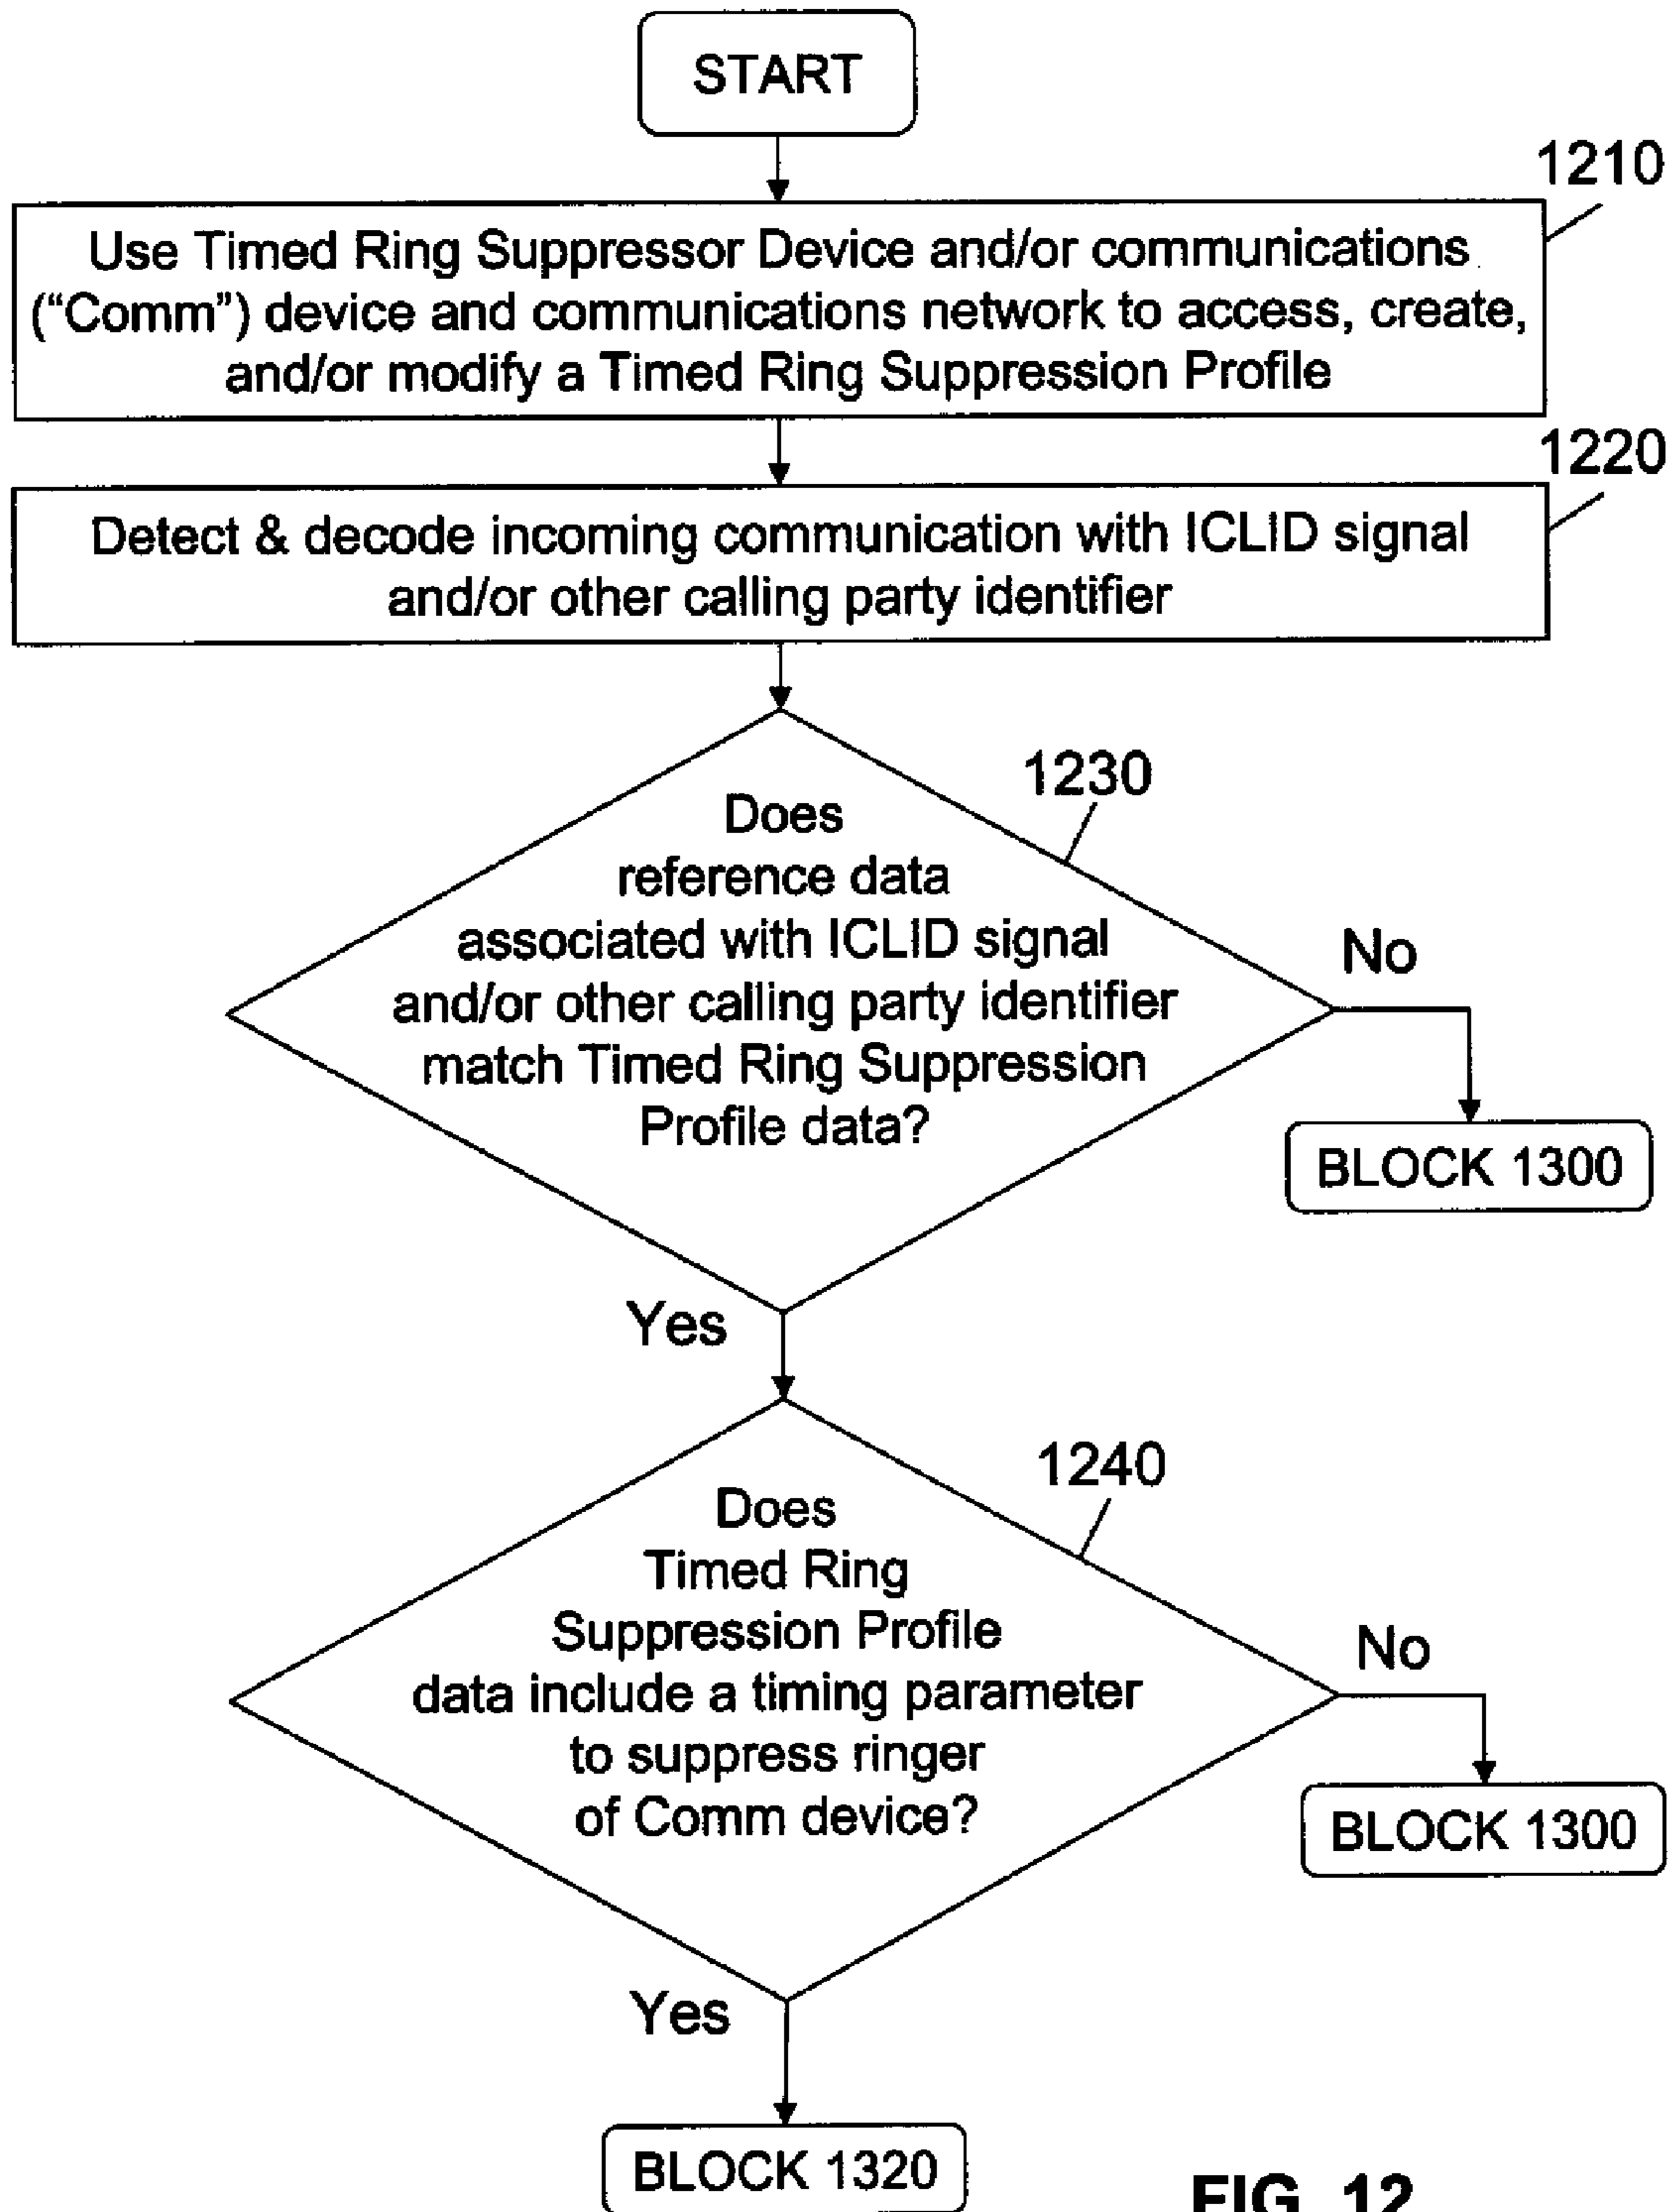 START
1210
Use Timed Ring Suppressor Device and/or communications
("Comm") device and communications network to access, create,
and/or modify a Timed Ring Suppression Profile
1220
Detect & decode incoming communication with ICLID signal
and/or other calling party identifier
1230
Does
reference data
associated with ICLID signal
and/or other calling party identifier
match Timed Ring Suppression
Profile data?
No
BLOCK 1300
Yes
1240
Does
Timed Ring
Suppression Profile
data include a timing parameter
to suppress ringer
of Comm device?
No
BLOCK 1300
Yes
BLOCK 1320
FIG. 12